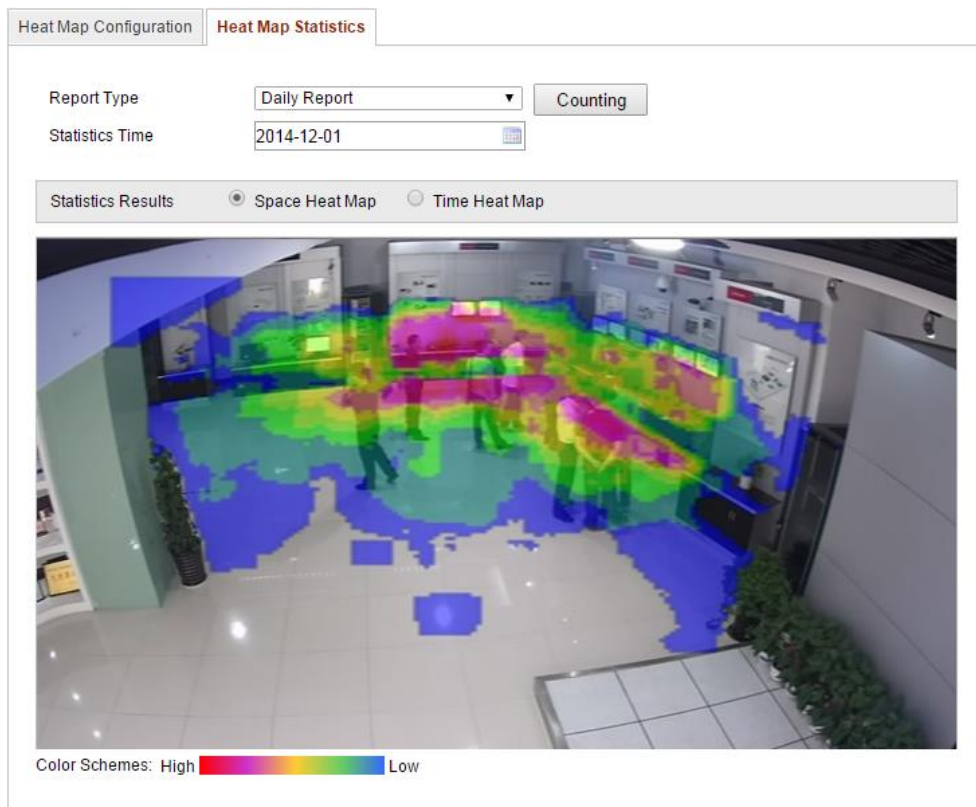 Heat Map Configuration
Heat Map Statistics
Report Type
Daily Report
Counting
Statistics Time
2014-12-01
Statistics Results
Space Heat Map
Time Heat Map
Color Schemes: High
Low